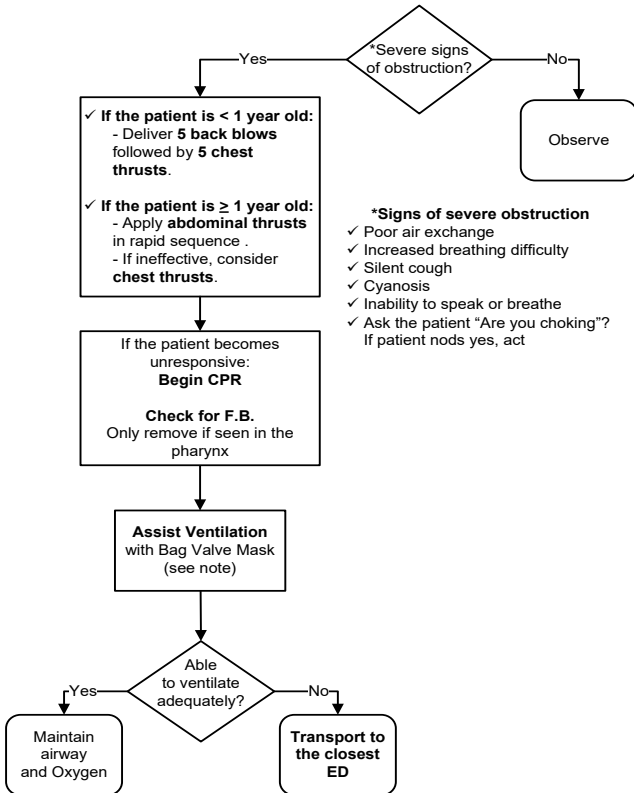 *Severe signs
of obstruction?
Yes
No
✓ If the patient is < 1 year old:
- Deliver 5 back blows
followed by 5 chest
thrusts.
✓ If the patient is ≥ 1 year old:
- Apply abdominal thrusts
in rapid sequence .
- If ineffective, consider
chest thrusts.
Observe
*Signs of severe obstruction
✓ Poor air exchange
✓ Increased breathing difficulty
✓ Silent cough
✓ Cyanosis
✓ Inability to speak or breathe
✓ Ask the patient “Are you choking”?
If patient nods yes, act
If the patient becomes
unresponsive:
Begin CPR
Check for F.B.
Only remove if seen in the
pharynx
Assist Ventilation
with Bag Valve Mask
(see note)
Able
to ventilate
adequately?
Yes
No
Maintain
airway
and Oxygen
Transport to
the closest
ED